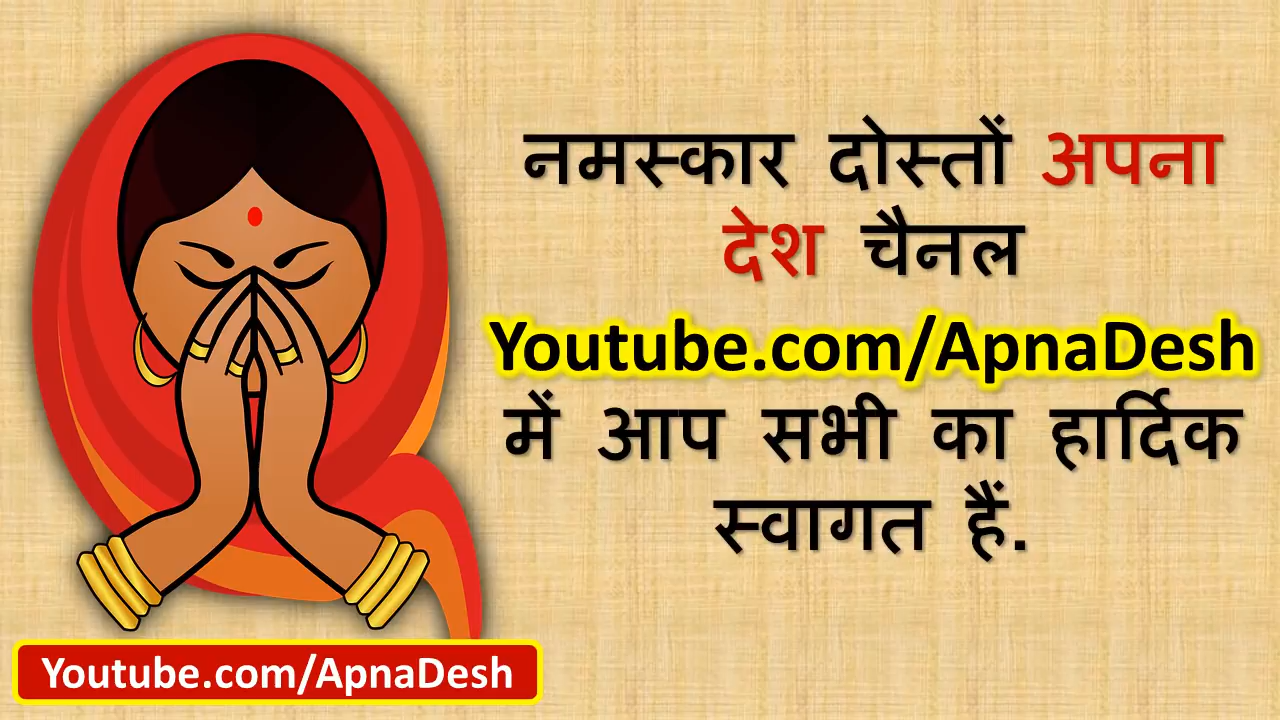 नमस्कार दोस्तों अपना
देश चैनल
Youtube.com/ApnaDesh
में आप सभी का हार्दिक
स्वागत हैं.
Youtube.com/ApnaDesh